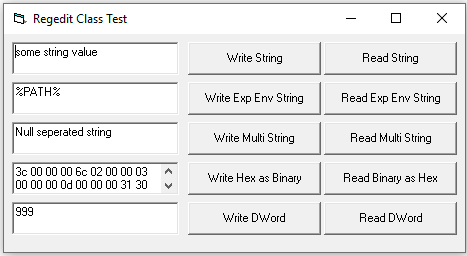 Regedit Class Test
some string value
Write String
Read String
%PATH%
Write Exp Env String
Read Exp Env String
Null seperated string
Write Multi String
Read Multi String
3c 00 00 00 6c 02 00 00 03
00 00 00 0d 00 00 00 31 30
Write Hex as Binary
Read Binary as Hex
999
Write DWord
Read DWord